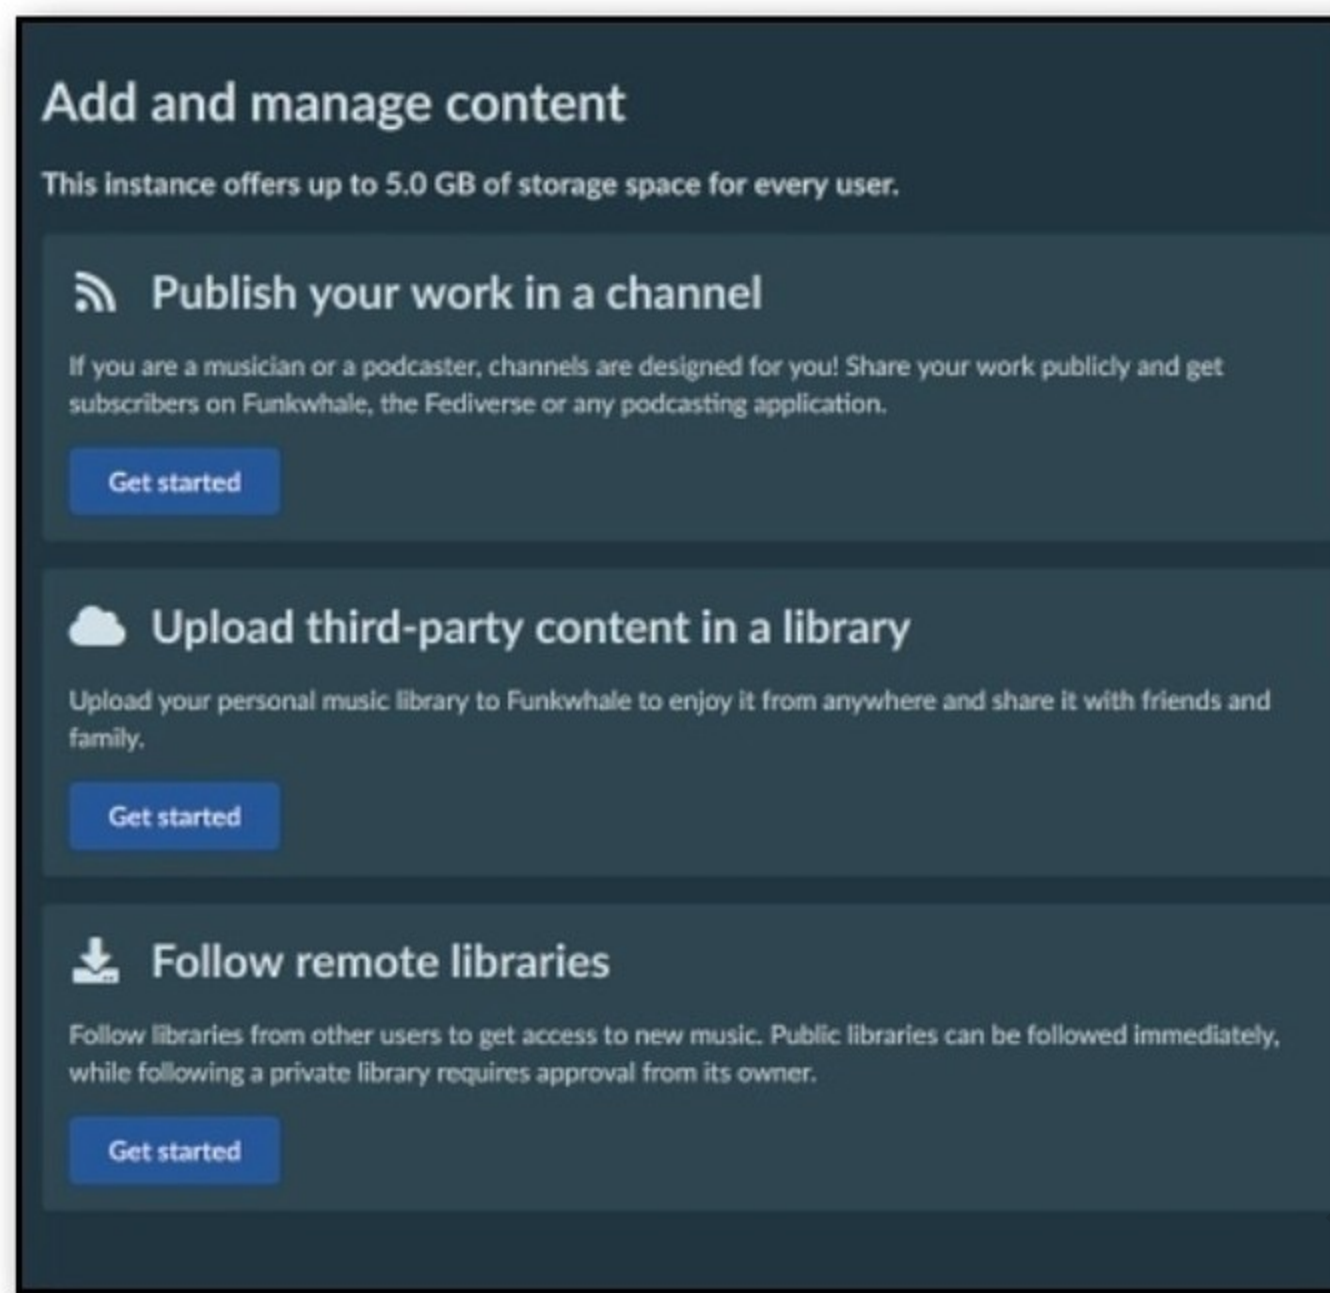 Add and manage content
This instance offers up to 5.0 GB of storage space for every user.
Publish your work in a channel
If you are a musician or a podcaster, channels are designed for you! Share your work publicly and get
subscribers on Funkwhale, the Fediverse or any podcasting application.
Get started
Upload third-party content in a library
Upload your personal music library to Funkwhale to enjoy it from anywhere and share it with friends and
family.
Get started
Follow remote libraries
Follow libraries from other users to get access to new music. Public libraries can be followed immediately,
while following a private library requires approval from its owner.
Get started